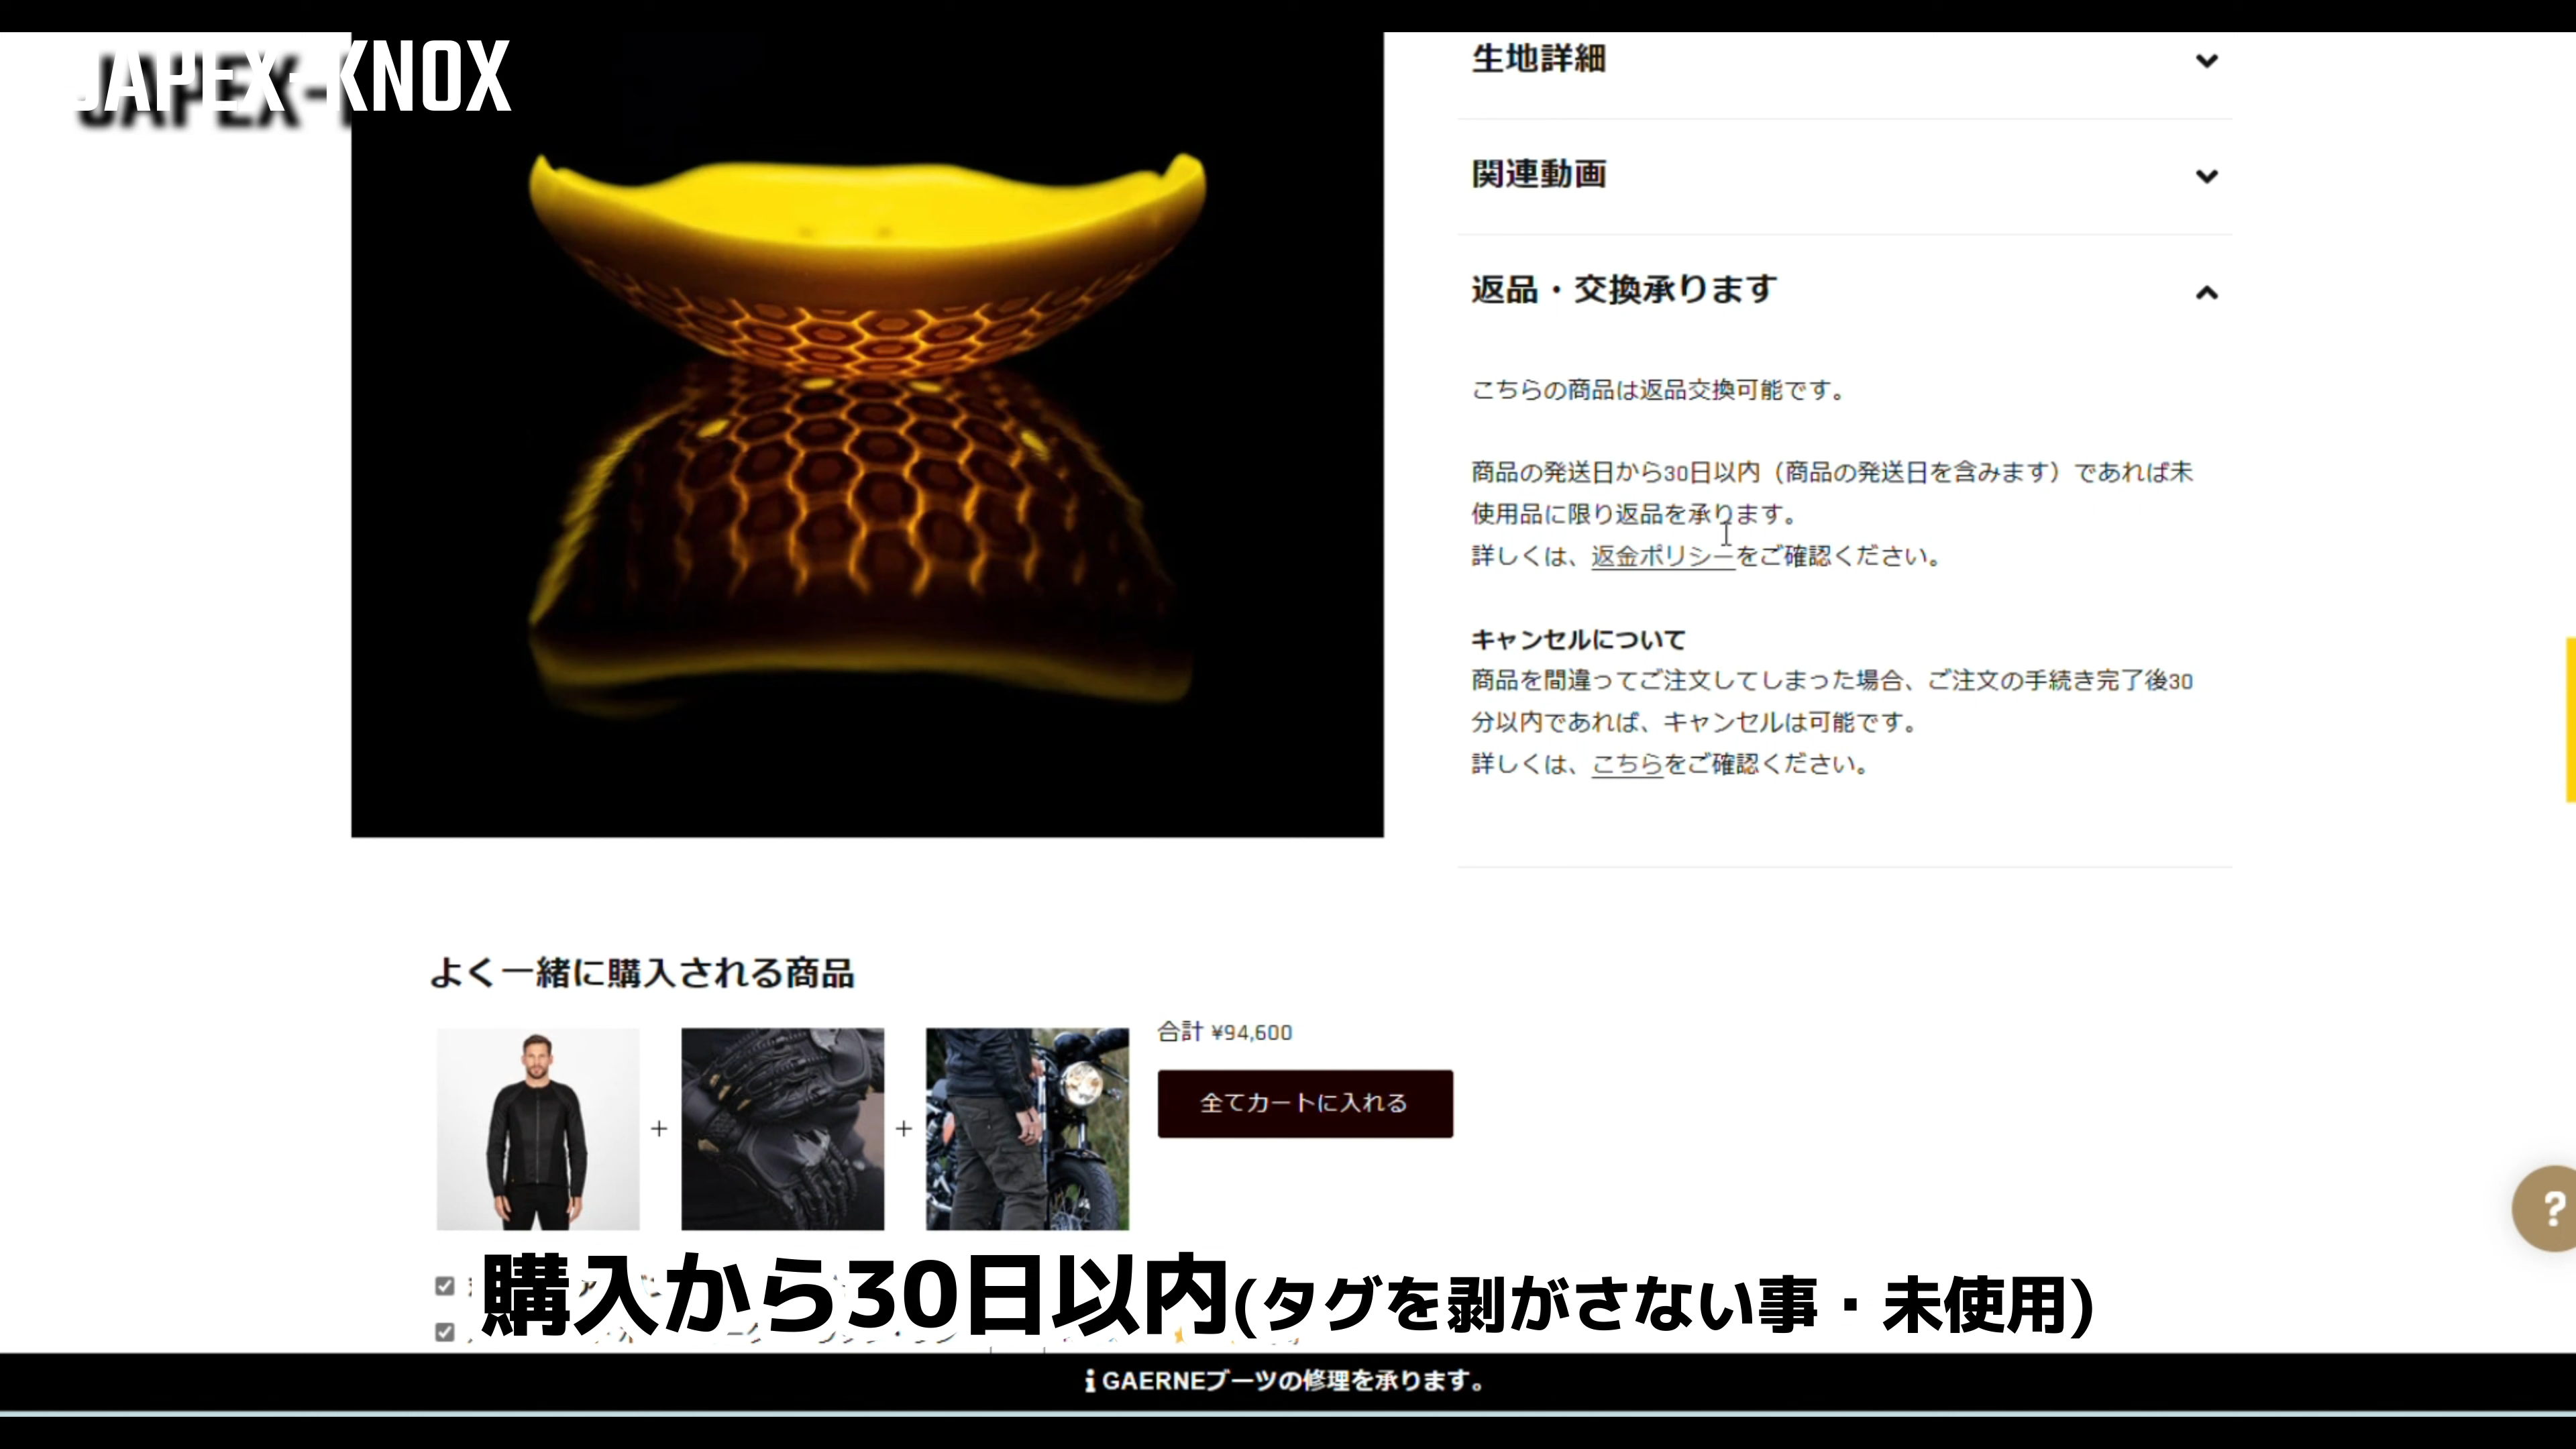 JAPEX-KNOX
生地詳細
関連動画
返品・交換承ります
こちらの商品は返品交換可能です。
商品の発送日から30日以内（商品の発送日を含みます）であれば未
使用品に限り返品を承ります。
詳しくは、返金ポリシーをご確認ください。
キャンセルについて
商品を間違ってご注文してしまった場合、ご注文の手続き完了後30
分以内であれば、キャンセルは可能です。
詳しくは、こちらをご確認ください。
よく一緒に購入される商品
+
+
合計 ¥94,600
全てカートに入れる
?
購入から30日以内(タグを剥がさない事・未使用)
i GAERNEブーツの修理を承ります。